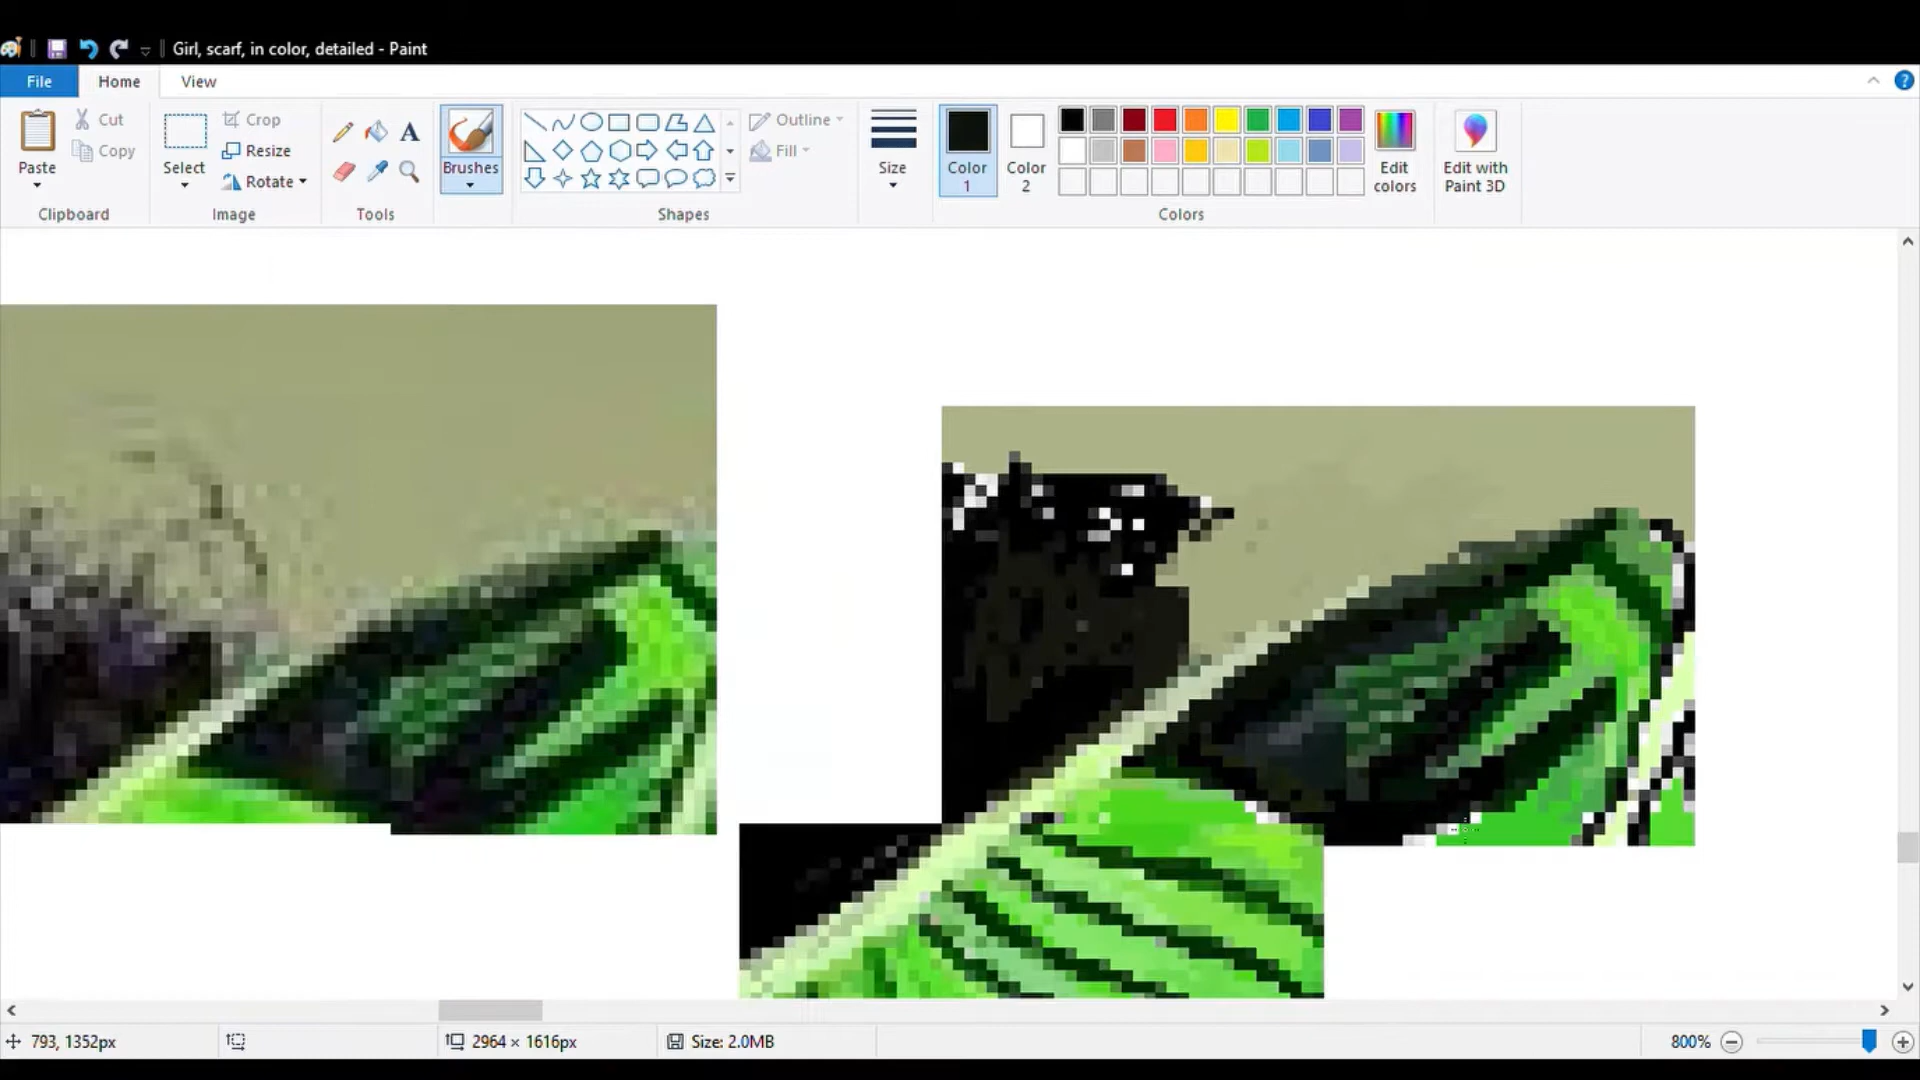 Girl, scarf, in color, detailed - Paint
File Home View
Paste
Cut
Copy
Clipboard
Select
Crop
Resize
Rotate
Image
A
Tools
Brushes
Shapes
Outline
Fill
Size
Color 1
Color 2
Colors
Edit colors
Edit with Paint 3D
793, 1352px
2964 × 1616px
Size: 2.0MB
800%